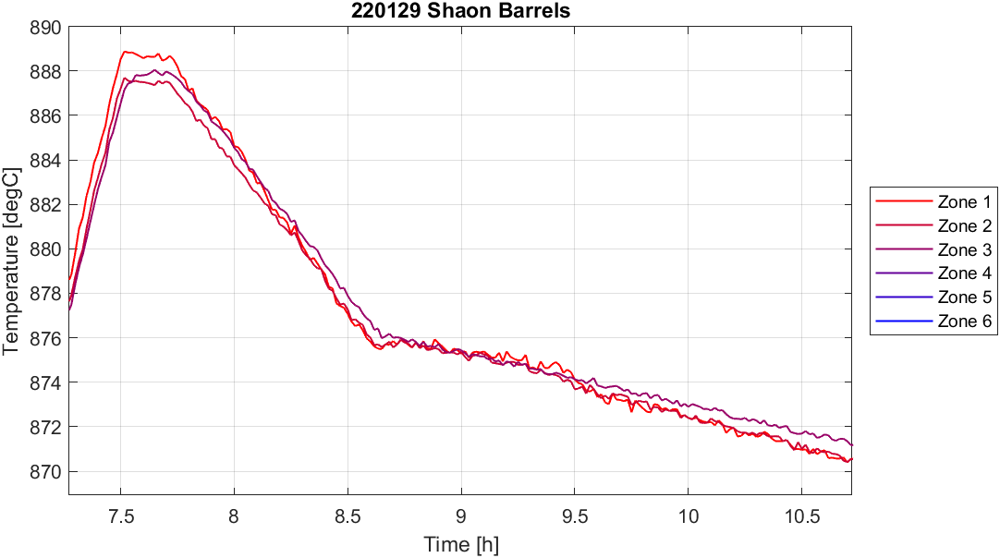 220129 Shaon Barrels
890
888
886
884
882
880
878
876
874
872
870
Temperature [degC]
7.5 8 8.5 9 9.5 10 10.5
Time [h]
Zone 1
Zone 2
Zone 3
Zone 4
Zone 5
Zone 6